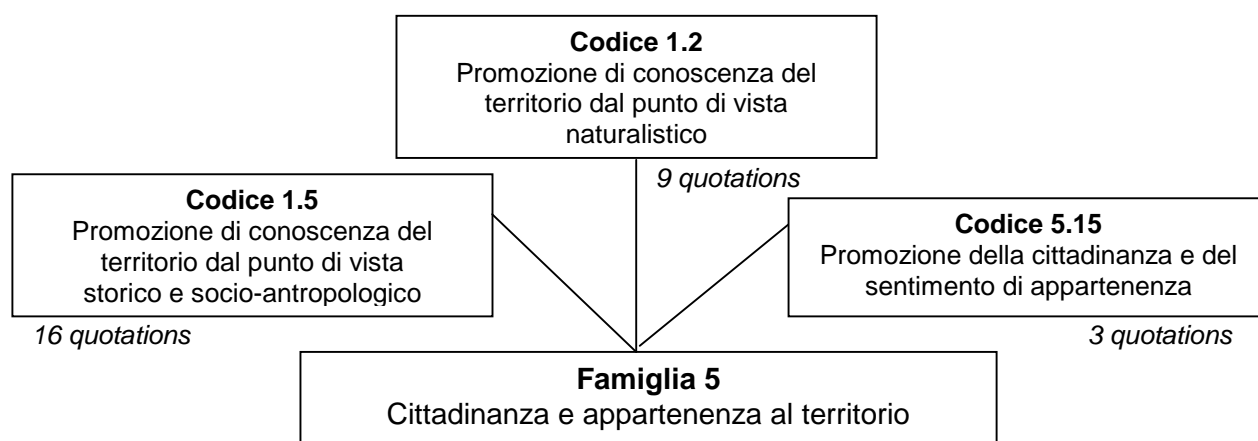 Codice 1.2
Promozione di conoscenza del
territorio dal punto di vista
naturalistico
9 quotations
Codice 1.5
Promozione di conoscenza del
territorio dal punto di vista
storico e socio-antropologico
16 quotations
Codice 5.15
Promozione della cittadinanza e del
sentimento di appartenenza
3 quotations
Famiglia 5
Cittadinanza e appartenenza al territorio